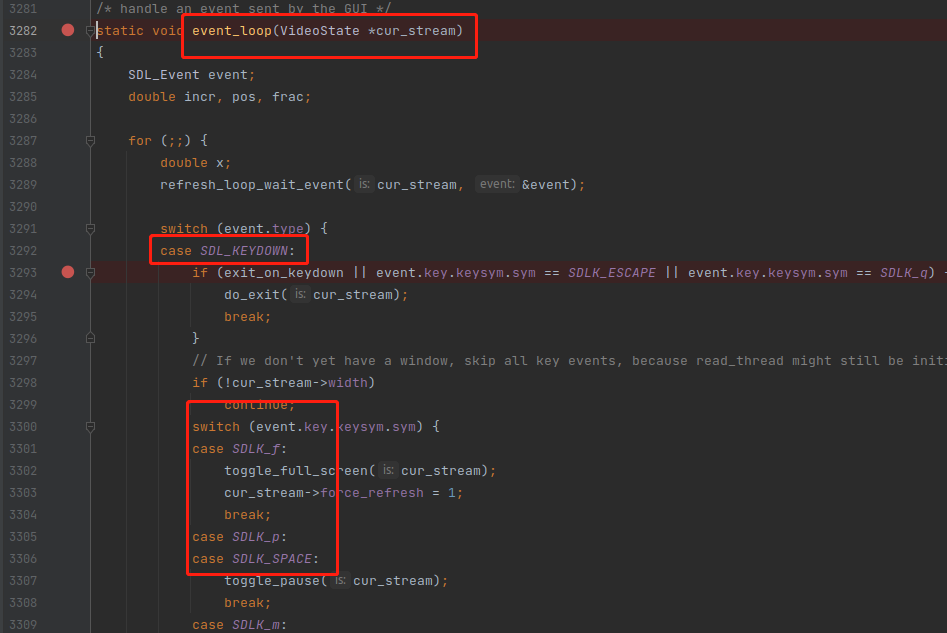 3281 /* handle an event sent by the GUI */
3282 static void event_loop(VideoState *cur_stream)
3283 {
3284 SDL_Event event;
3285 double incr, pos, frac;
3286
3287 for (;;) {
3288 double x;
3289 refresh_loop_wait_event( is: cur_stream, event: &event);
3290
3291 switch (event.type) {
3292 case SDL_KEYDOWN:
3293 if (exit_on_keydown || event.key.keysym.sym == SDLK_ESCAPE || event.key.keysym.sym == SDLK_q)
3294 do_exit( is: cur_stream);
3295 break;
3296 }
3297 // If we don't yet have a window, skip all key events, because read_thread might still be initi
3298 if (!cur_stream->width)
3299 continue;
3300 switch (event.key.keysym.sym) {
3301 case SDLK_f:
3302 toggle_full_screen( is: cur_stream);
3303 cur_stream->force_refresh = 1;
3304 break;
3305 case SDLK_p:
3306 case SDLK_SPACE:
3307 toggle_pause( is: cur_stream);
3308 break;
3309 case SDLK_m: